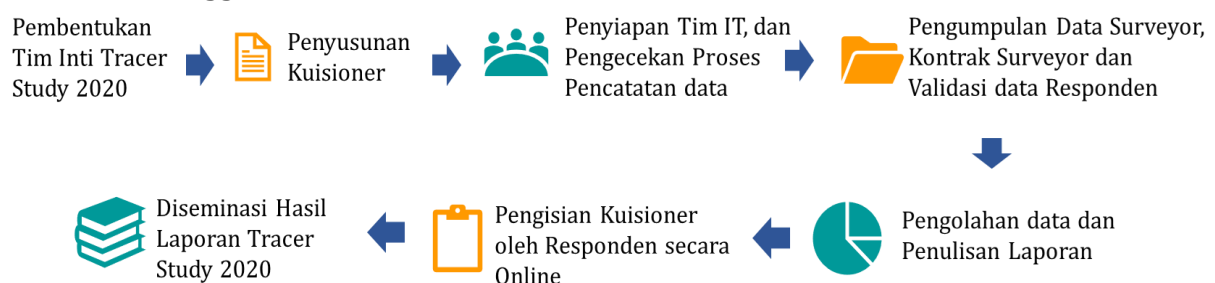 Pembentukan
Tim Inti Tracer
Study 2020
Penyusunan
Kuisioner
Penyiapan Tim IT, dan
Pengecekan Proses
Pencatatan data
Pengumpulan Data Surveyor,
Kontrak Surveyor dan
Validasi data Responden
Pengolahan data dan
Penulisan Laporan
Pengisian Kuisioner
oleh Responden secara
Online
Diseminasi Hasil
Laporan Tracer
Study 2020